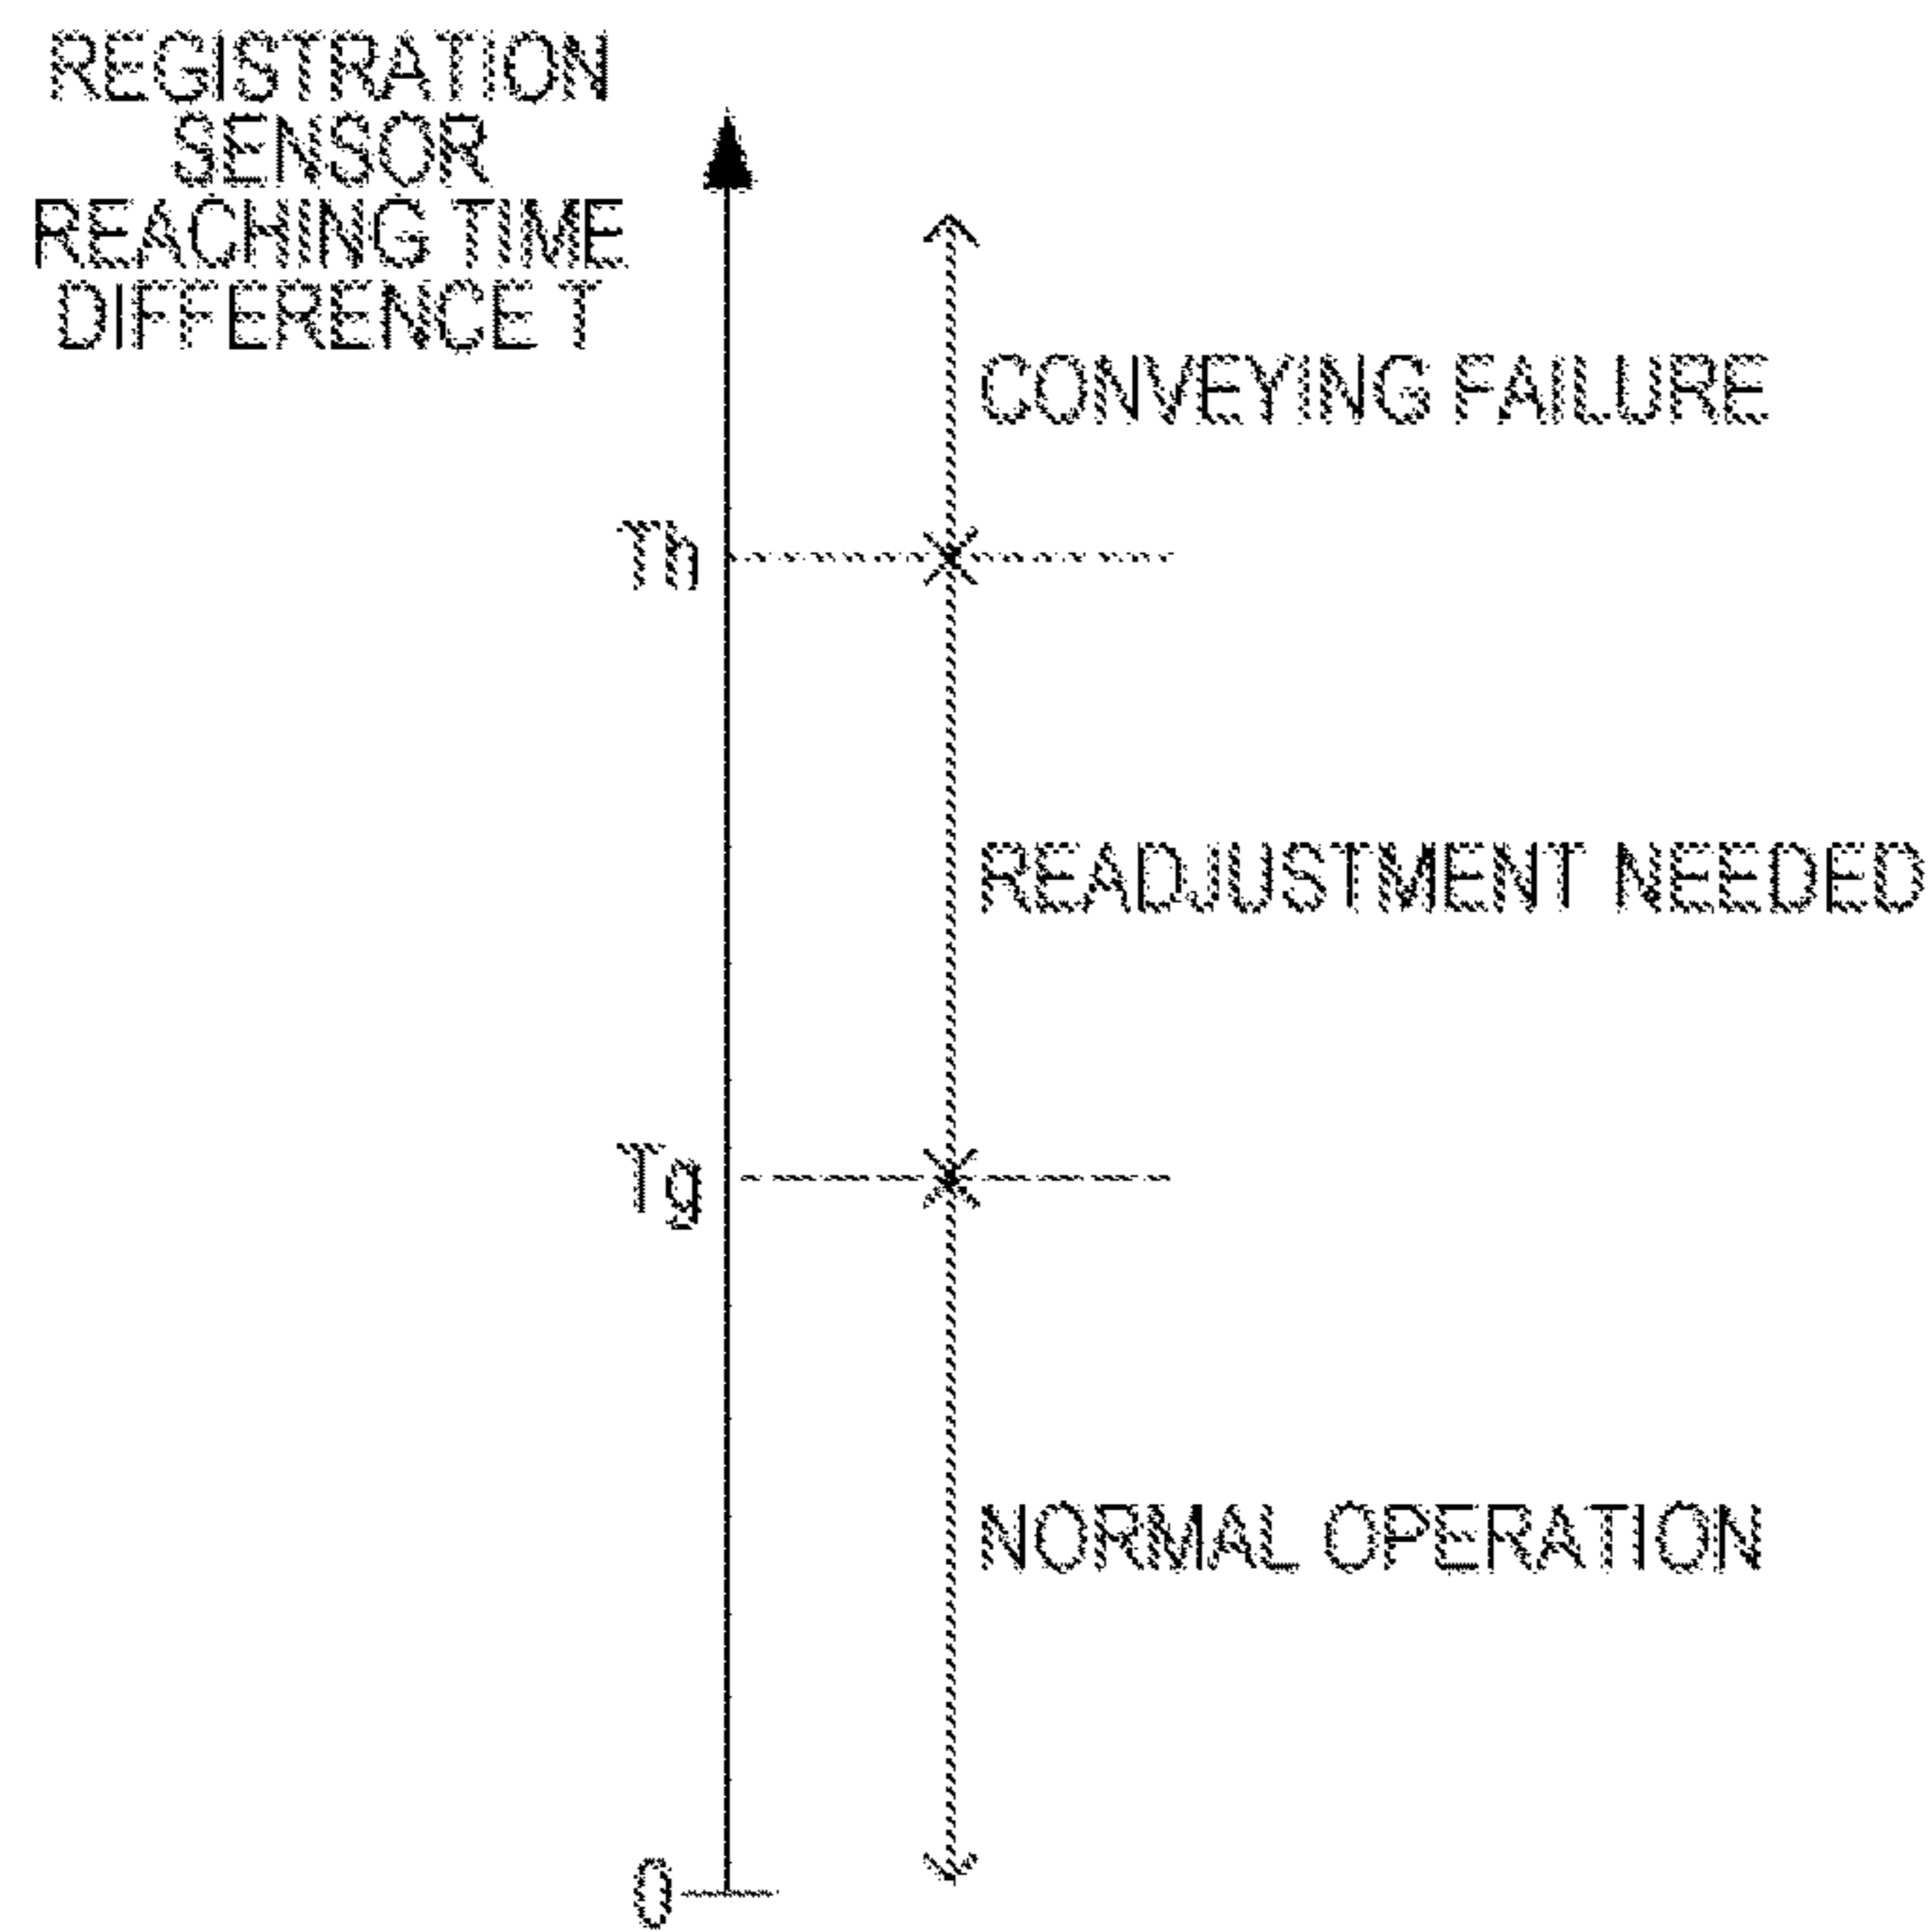 REGISTRATION
SENSOR
REACHING TIME
DIFFERENCE T
CONVEYING FAILURE
Th
READJUSTMENT NEEDED
Tg
NORMAL OPERATION
0